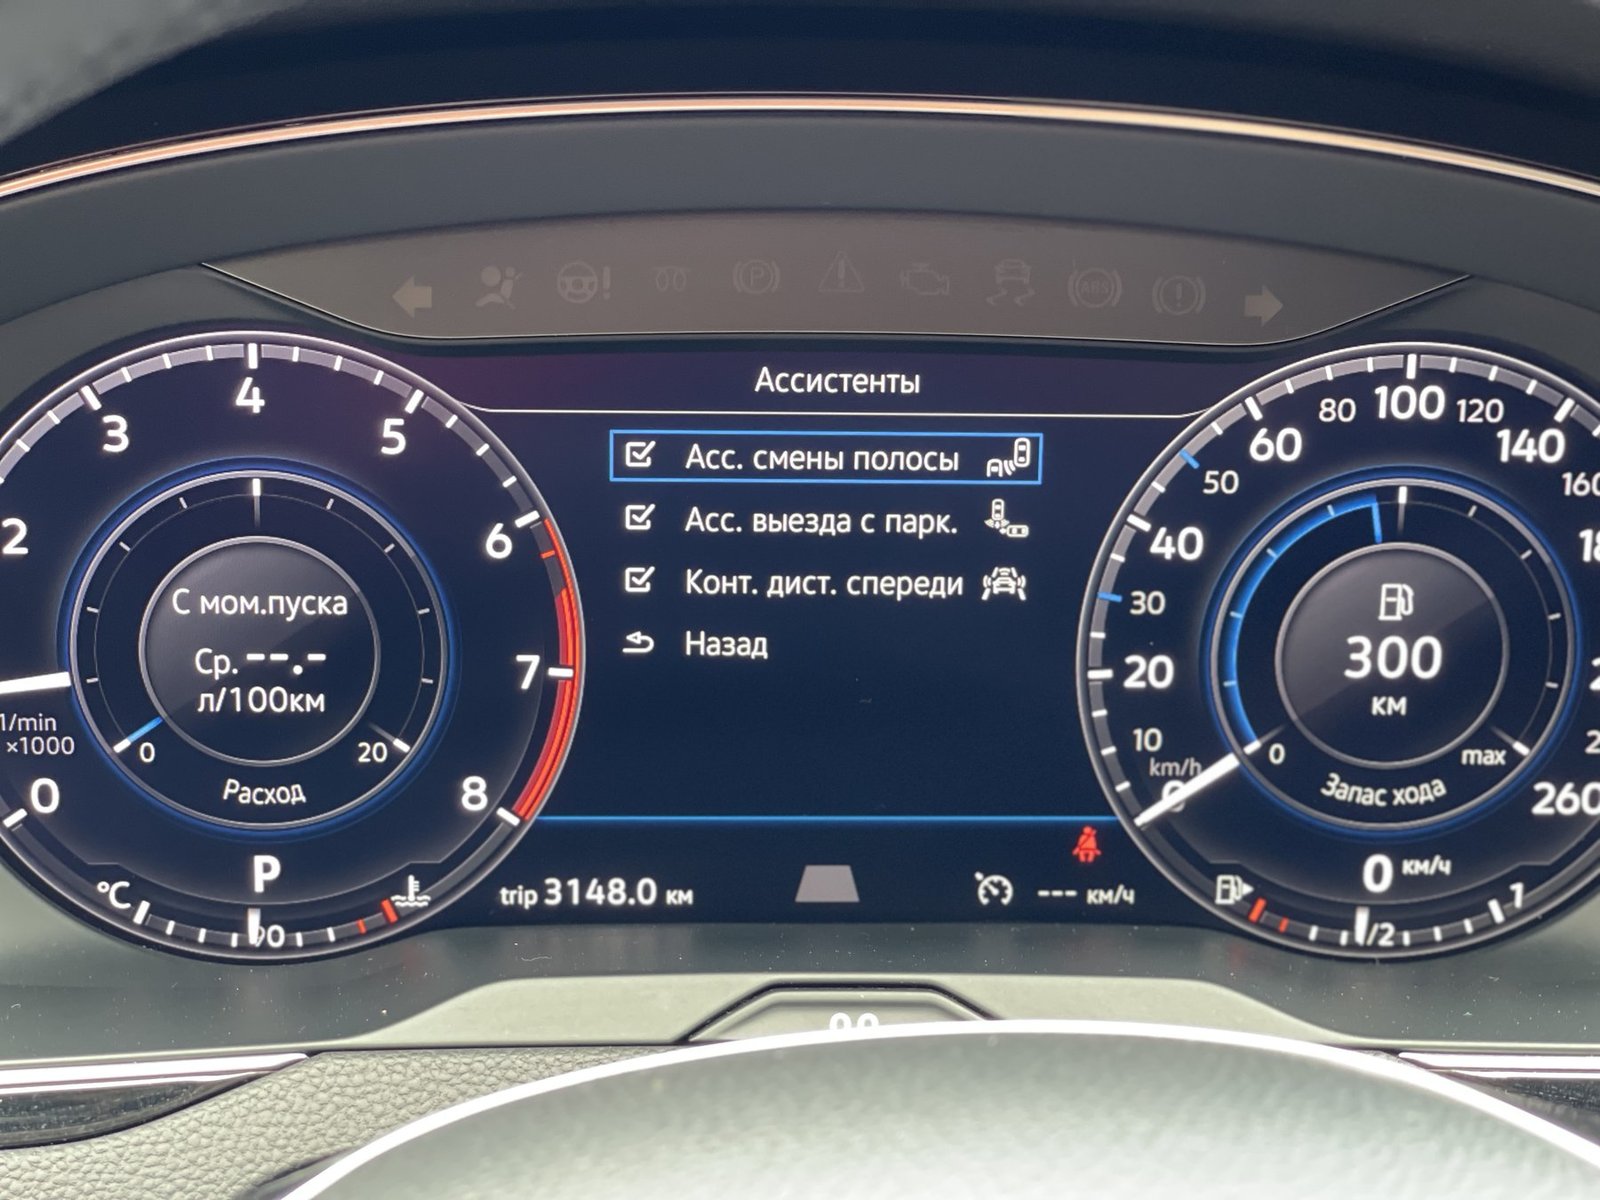 ABS
Ассистенты
Асс. смены полосы
Асс. выезда с парк.
Конт. дист. спереди
Назад
0
2
3
4
5
6
7
8
1/min
×1000
С мом.пуска
Ср. --.-
л/100км
0
20
Расход
P
°C
90
trip 3148.0 км
--- км/ч
0
10
20
30
40
50
60
80
100
120
140
260
km/h
300
км
0
max
Запас хода
0 км/ч
1/2
1